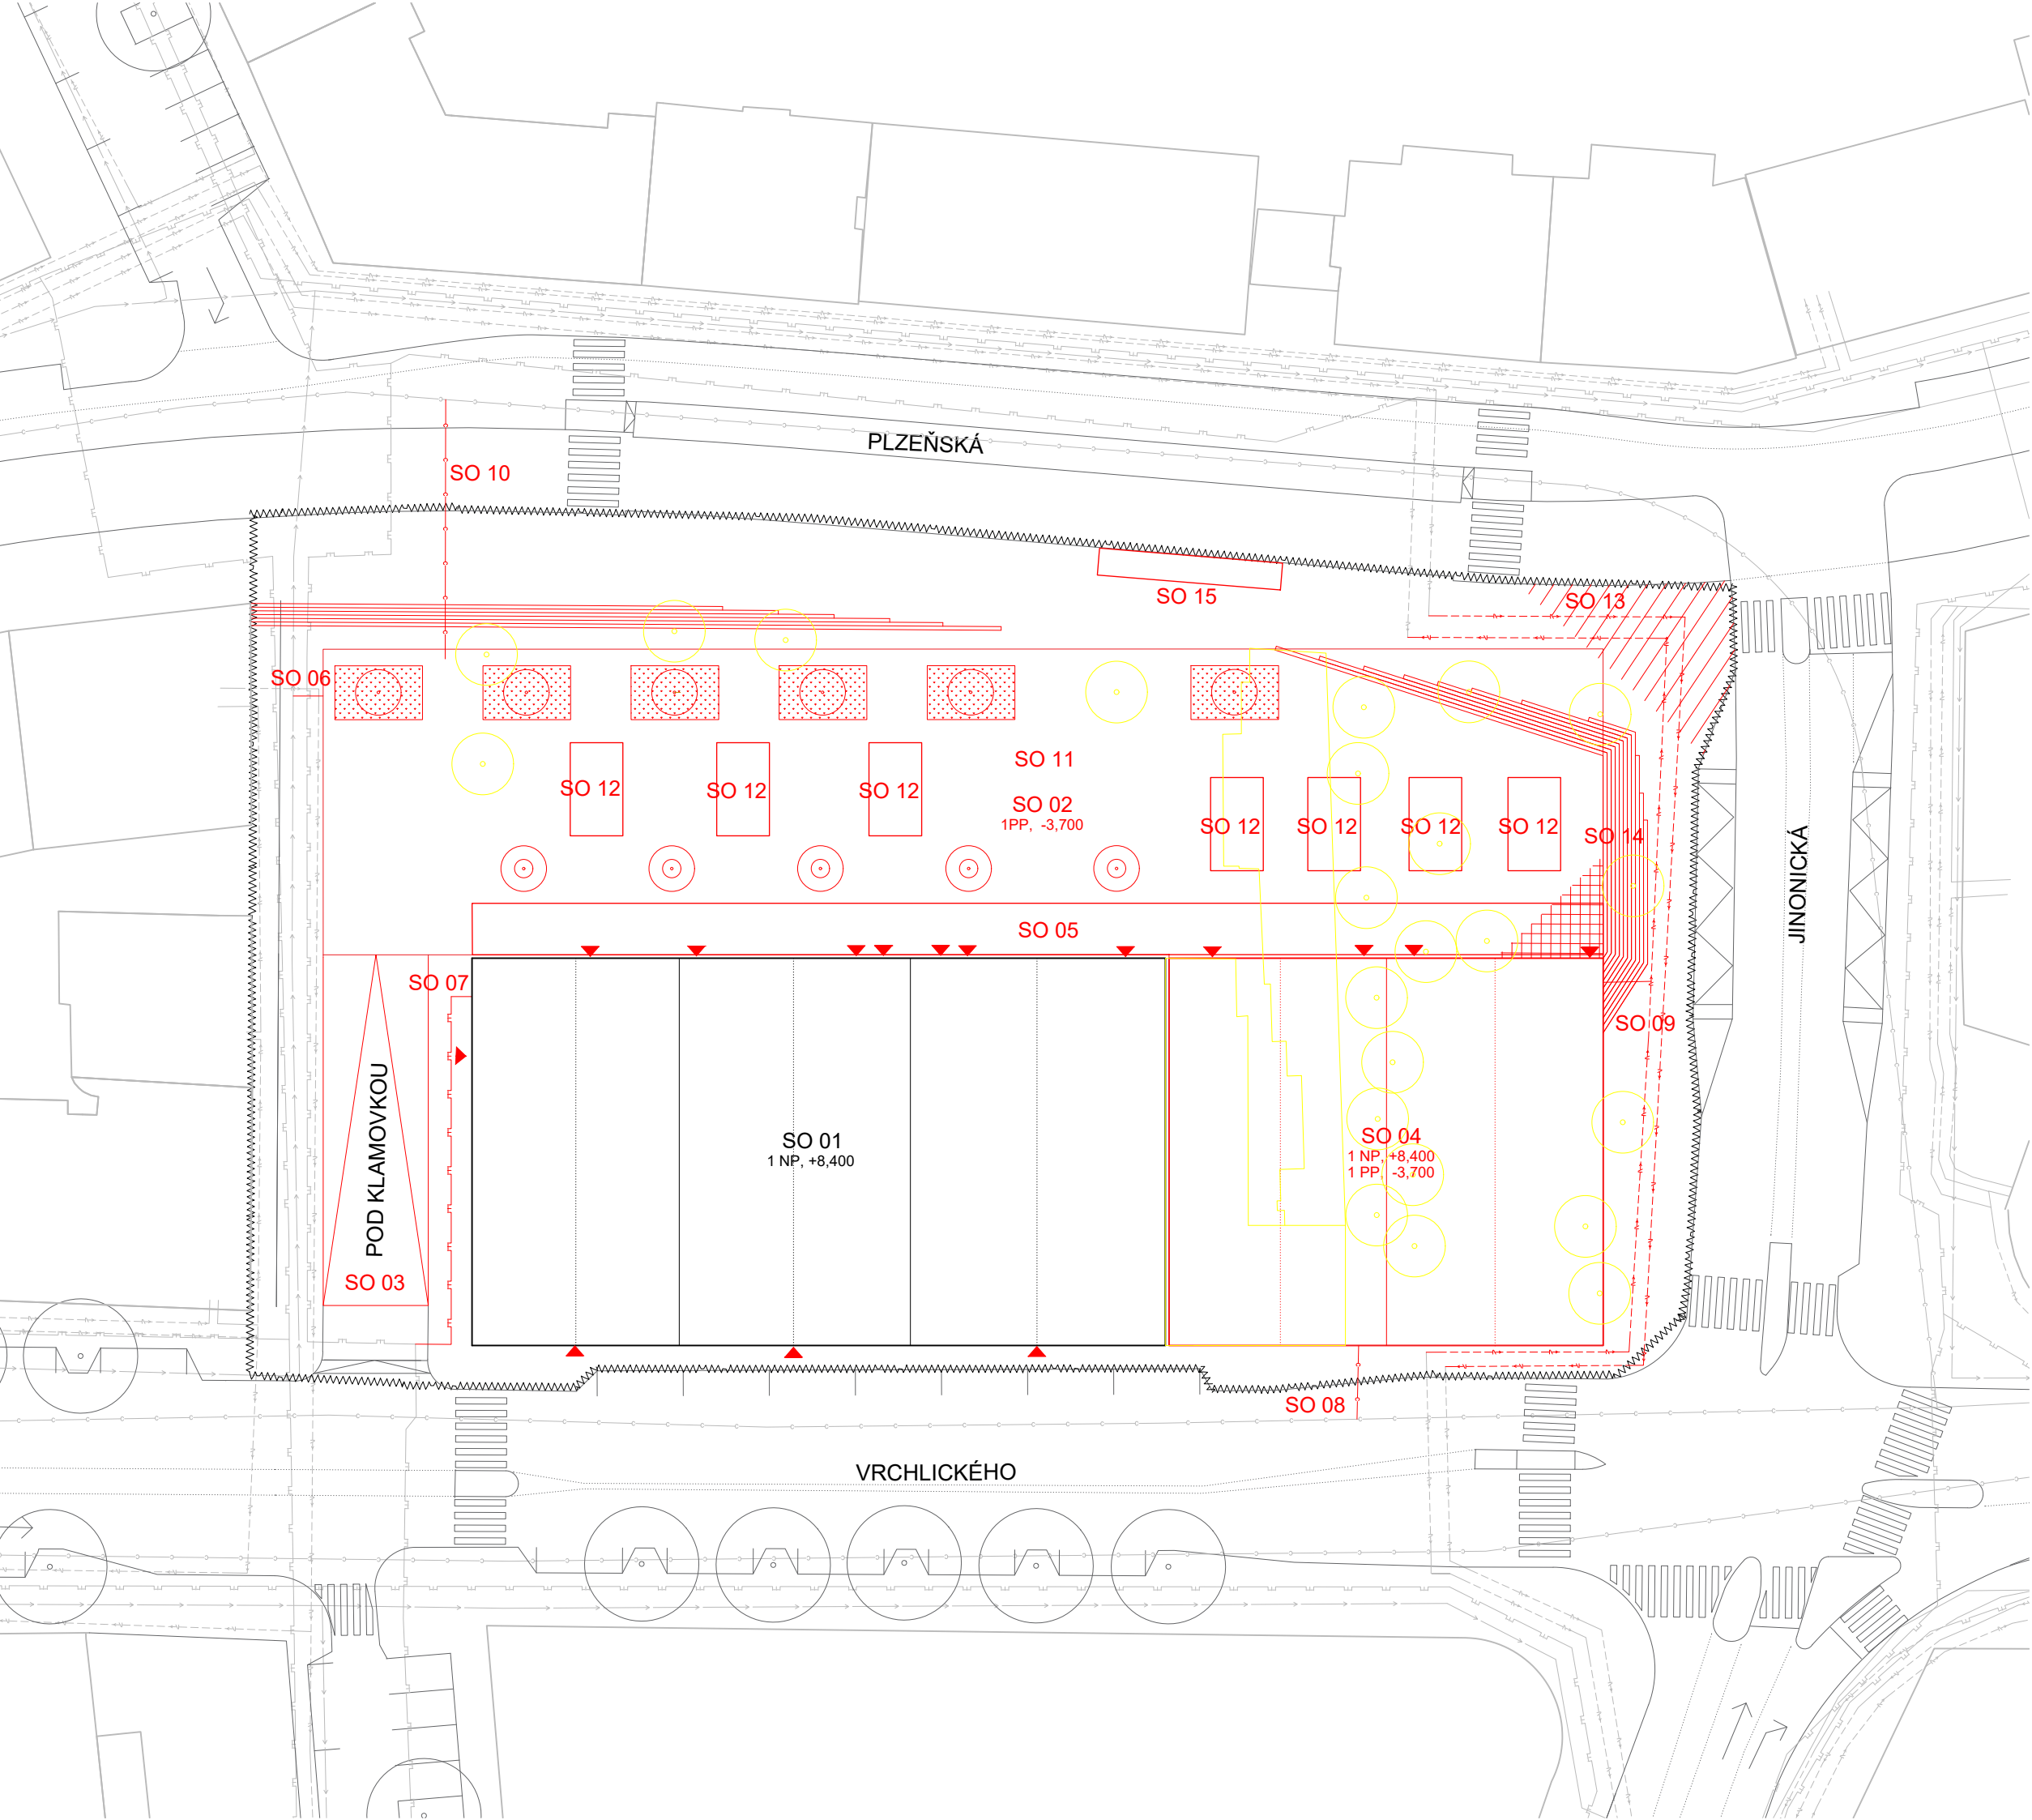 PLZEŇSKÁ
SO 10
SO 15
SO 13
SO 06
SO 11
SO 12
SO 12
SO 12
SO 02
1PP, -3,700
SO 12
SO 12
SO 12
SO 12
SO 14
JINONICKÁ
SO 05
SO 07
SO 09
POD KLAMOVKOU
SO 01
1 NP, +8,400
SO 04
1 NP, +8,400
1 PP, -3,700
SO 03
SO 08
VRCHLICKÉHO